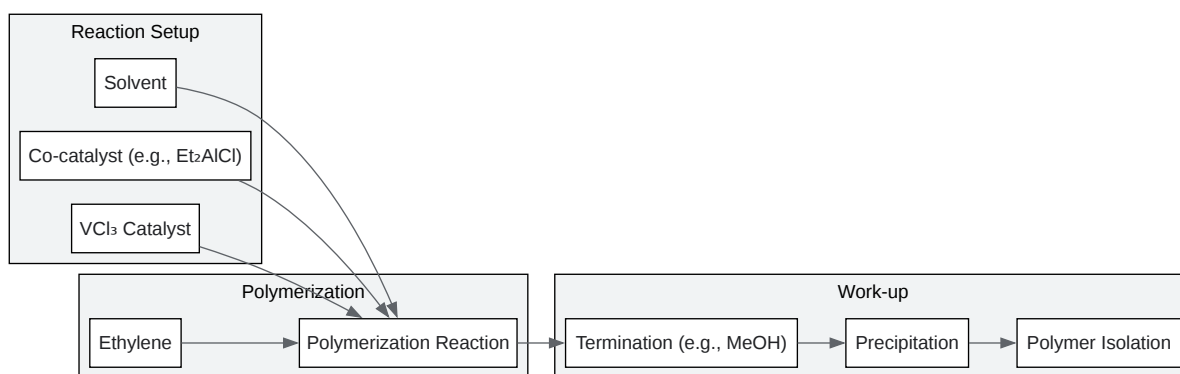 Reaction Setup
Solvent
Co-catalyst (e.g., Et₂AlCl)
VCl₃ Catalyst
Polymerization
Work-up
Ethylene
Polymerization Reaction
Termination (e.g., MeOH)
Precipitation
Polymer Isolation